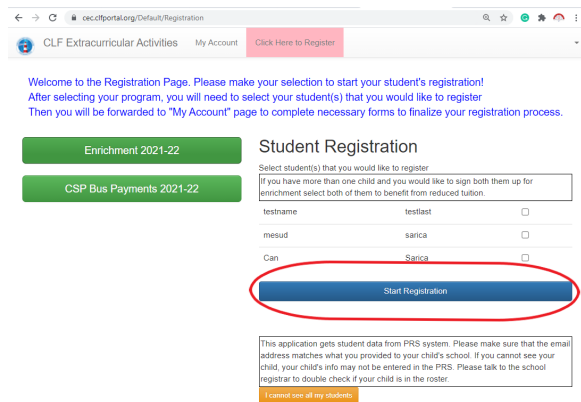 cec.clfportal.org/Default/Registration
CLF Extracurricular Activities My Account Click Here to Register
Welcome to the Registration Page. Please make your selection to start your student's registration!
After selecting your program, you will need to select your student(s) that you would like to register
Then you will be forwarded to "My Account" page to complete necessary forms to finalize your registration process.
Enrichment 2021-22
CSP Bus Payments 2021-22
Student Registration
Select student(s) that you would like to register
If you have more than one child and you would like to sign both them up for
enrichment select both of them to benefit from reduced tuition.
testname testlast
mesud sarica
Can Sarica
Start Registration
This application gets student data from PRS system. Please make sure that the email
address matches what you provided to your child's school. If you cannot see your
child, your child's info may not be entered in the PRS. Please talk to the school
registrar to double check if your child is in the roster.
I cannot see all my students